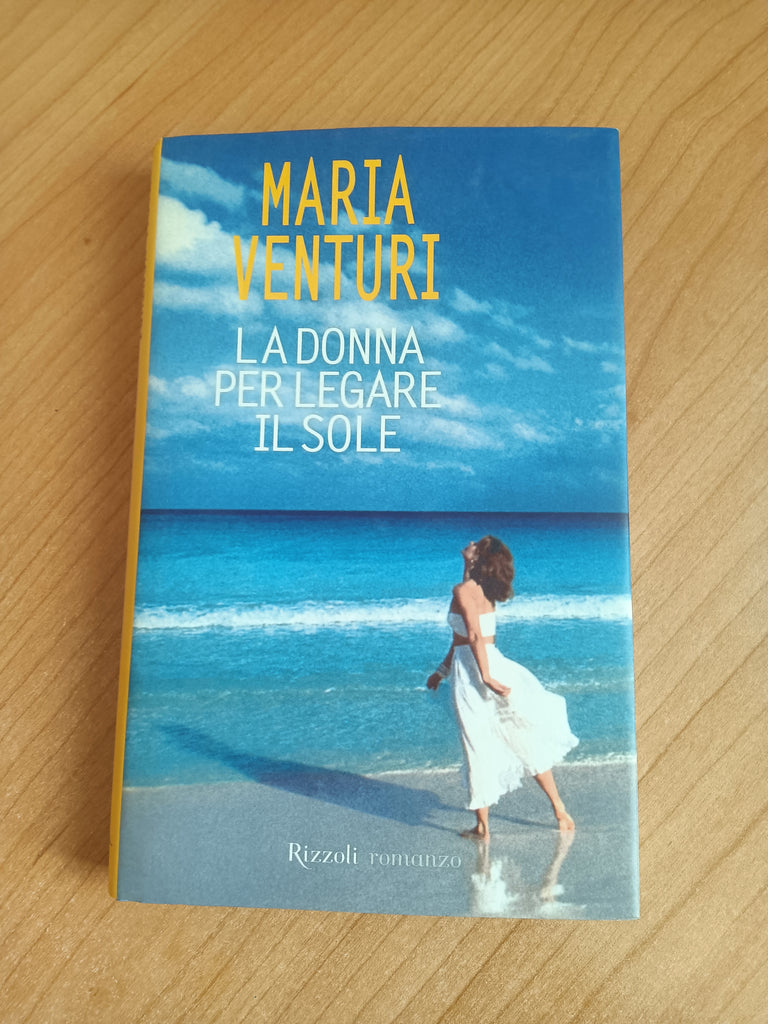 MARIA
VENTURI
LA DONNA
PER LEGARE
IL SOLE
Rizzoli romanzo